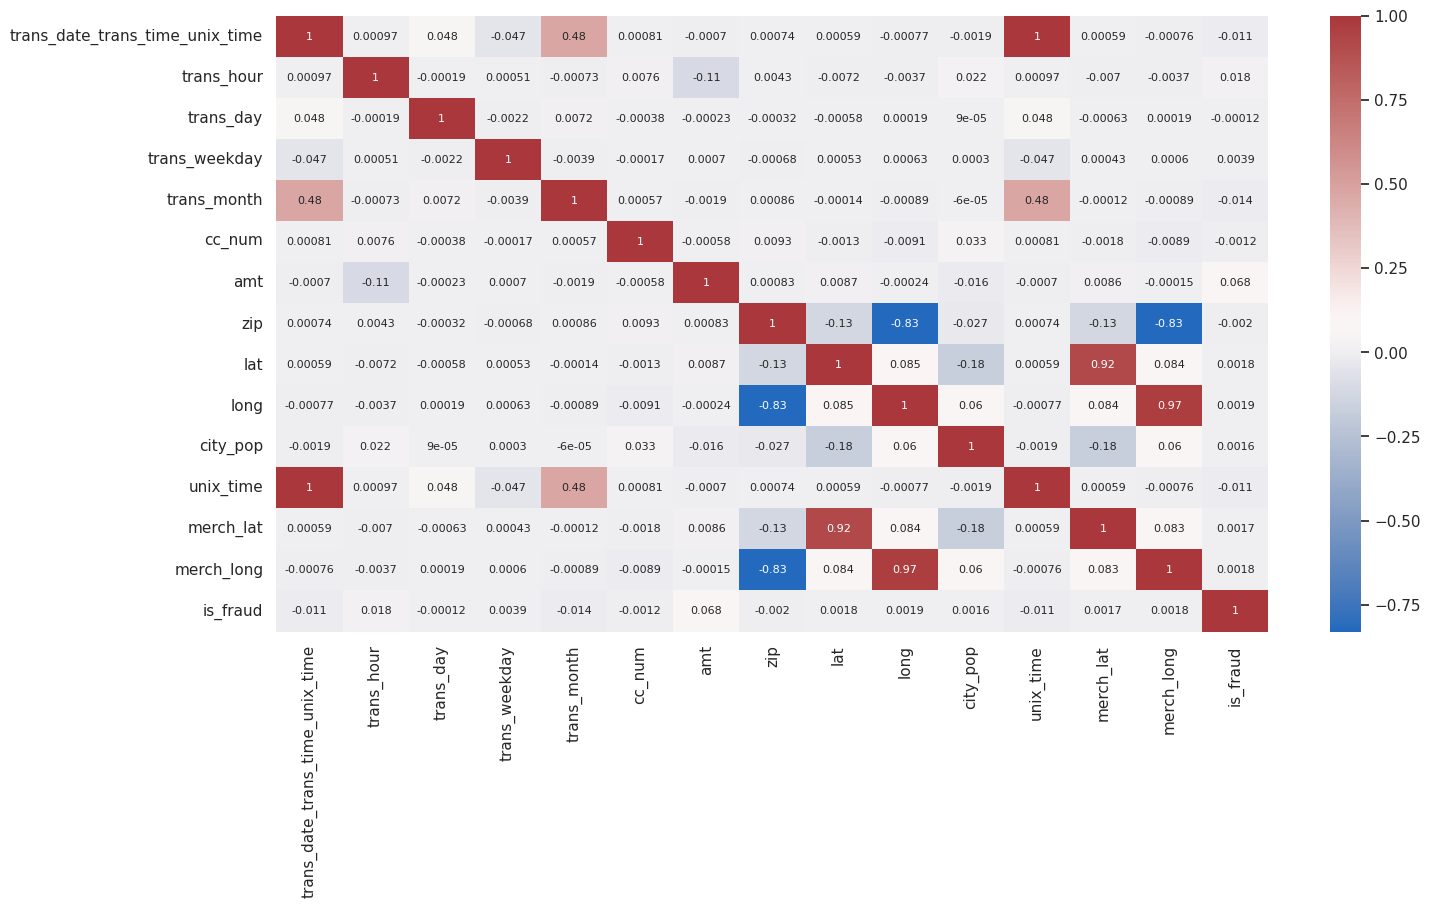 trans_date_trans_time_unix_time 1 0.00097 0.048 -0.047 0.48 0.00081 -0.0007 0.00074 0.00059 -0.00077 -0.0019 1 0.00059 -0.00076 -0.011
trans_hour 0.00097 1 -0.00019 0.00051 -0.00073 0.0076 -0.11 0.0043 -0.0072 -0.0037 0.022 0.00097 -0.007 -0.0037 0.018
trans_day 0.048 -0.00019 1 -0.0022 0.0072 -0.00038 -0.00023 -0.00032 -0.00058 0.00019 9e-05 0.048 -0.00063 0.00019 -0.00012
trans_weekday -0.047 0.00051 -0.0022 1 -0.0039 -0.00017 0.0007 -0.00068 0.00053 0.00063 0.0003 -0.047 0.00043 0.0006 0.0039
trans_month 0.48 -0.00073 0.0072 -0.0039 1 0.00057 -0.0019 0.00086 -0.00014 -0.00089 -6e-05 0.48 -0.00012 -0.00089 -0.014
cc_num 0.00081 0.0076 -0.00038 -0.00017 0.00057 1 -0.00058 0.0093 -0.0013 -0.0091 0.033 0.00081 -0.0018 -0.0089 -0.0012
amt -0.0007 -0.11 -0.00023 0.0007 -0.0019 -0.00058 1 0.00083 0.0087 -0.00024 -0.016 -0.0007 0.0086 -0.00015 0.068
zip 0.00074 0.0043 -0.00032 -0.00068 0.00086 0.0093 0.00083 1 -0.13 -0.83 -0.027 0.00074 -0.13 -0.83 -0.002
lat 0.00059 -0.0072 -0.00058 0.00053 -0.00014 -0.0013 0.0087 -0.13 1 0.085 -0.18 0.00059 0.92 0.084 0.0018
long -0.00077 -0.0037 0.00019 0.00063 -0.00089 -0.0091 -0.00024 -0.83 0.085 1 0.06 -0.00077 0.084 0.97 0.0019
city_pop -0.0019 0.022 9e-05 0.0003 -6e-05 0.033 -0.016 -0.027 -0.18 0.06 1 -0.0019 -0.18 0.06 0.0016
unix_time 1 0.00097 0.048 -0.047 0.48 0.00081 -0.0007 0.00074 0.00059 -0.00077 -0.0019 1 0.00059 -0.00076 -0.011
merch_lat 0.00059 -0.007 -0.00063 0.00043 -0.00012 -0.0018 0.0086 -0.13 0.92 0.084 -0.18 0.00059 1 0.083 0.0017
merch_long -0.00076 -0.0037 0.00019 0.0006 -0.00089 -0.0089 -0.00015 -0.83 0.084 0.97 0.06 -0.00076 0.083 1 0.0018
is_fraud -0.011 0.018 -0.00012 0.0039 -0.014 -0.0012 0.068 -0.002 0.0018 0.0019 0.0016 -0.011 0.0017 0.0018 1
trans_date_trans_time_unix_time
trans_hour
trans_day
trans_weekday
trans_month
cc_num
amt
zip
lat
long
city_pop
unix_time
merch_lat
merch_long
is_fraud
1.00
0.75
0.50
0.25
0.00
−0.25
−0.50
−0.75